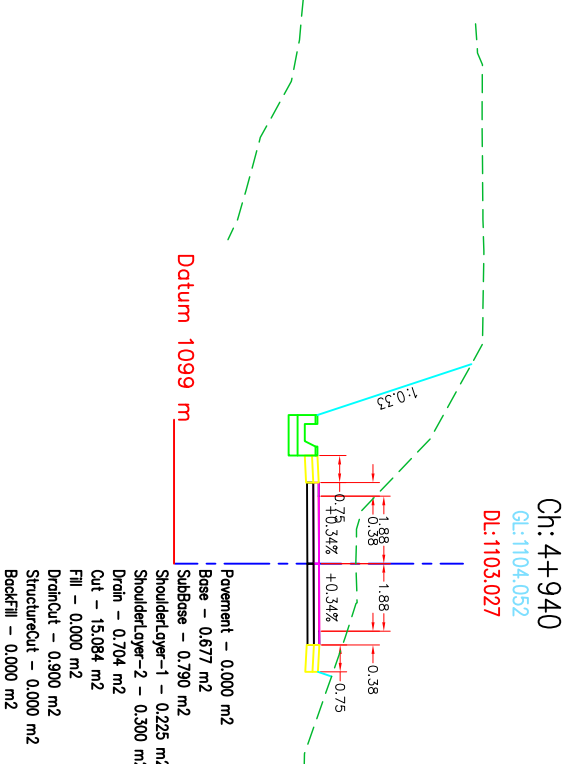 Ch: 4+940
GL:1104.052
DL:1103.027
1:0.33
0.75
0.38
1.88
1.88
0.38
0.75
+0.34%
+0.34%
Datum 1099 m
Pavement - 0.000 m2
Base - 0.677 m2
SubBase - 0.790 m2
ShoulderLayer-1 - 0.225 m2
ShoulderLayer-2 - 0.300 m2
Drain - 0.704 m2
Cut - 15.084 m2
Fill - 0.000 m2
DrainCut - 0.900 m2
StructureCut - 0.000 m2
BackFill - 0.000 m2